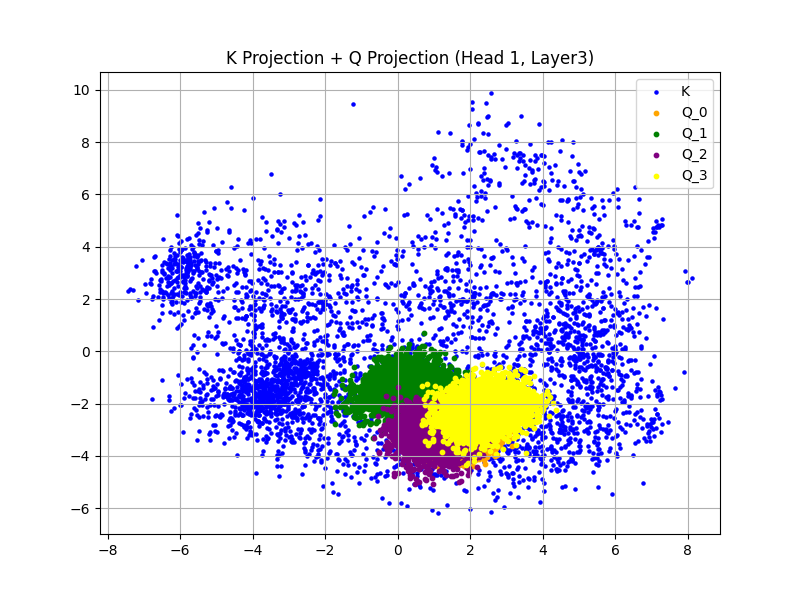 K Projection + Q Projection (Head 1, Layer3)
K
Q_0
Q_1
Q_2
Q_3
10
8
6
4
2
0
−2
−4
−6
−8 −6 −4 −2 0 2 4 6 8